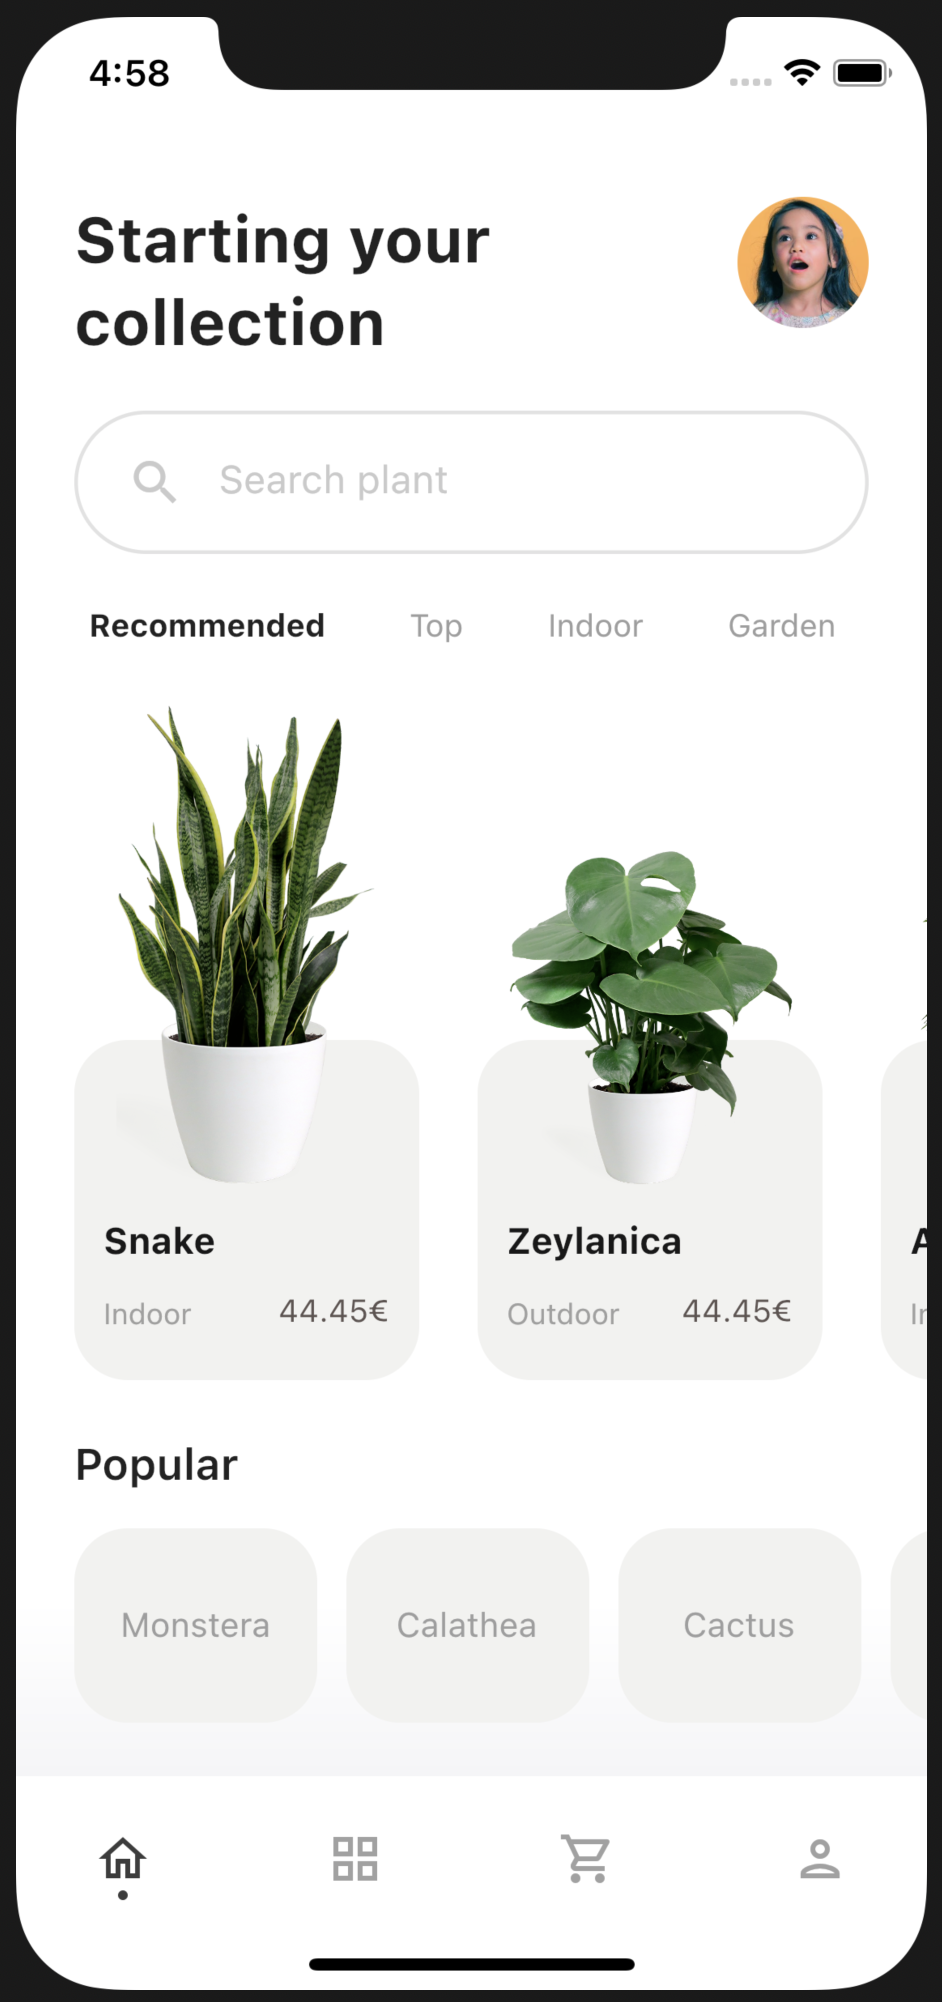 4:58
Starting your
collection
Search plant
Recommended Top Indoor Garden
Snake Zeylanica
Indoor 44.45€ Outdoor 44.45€
Popular
Monstera Calathea Cactus